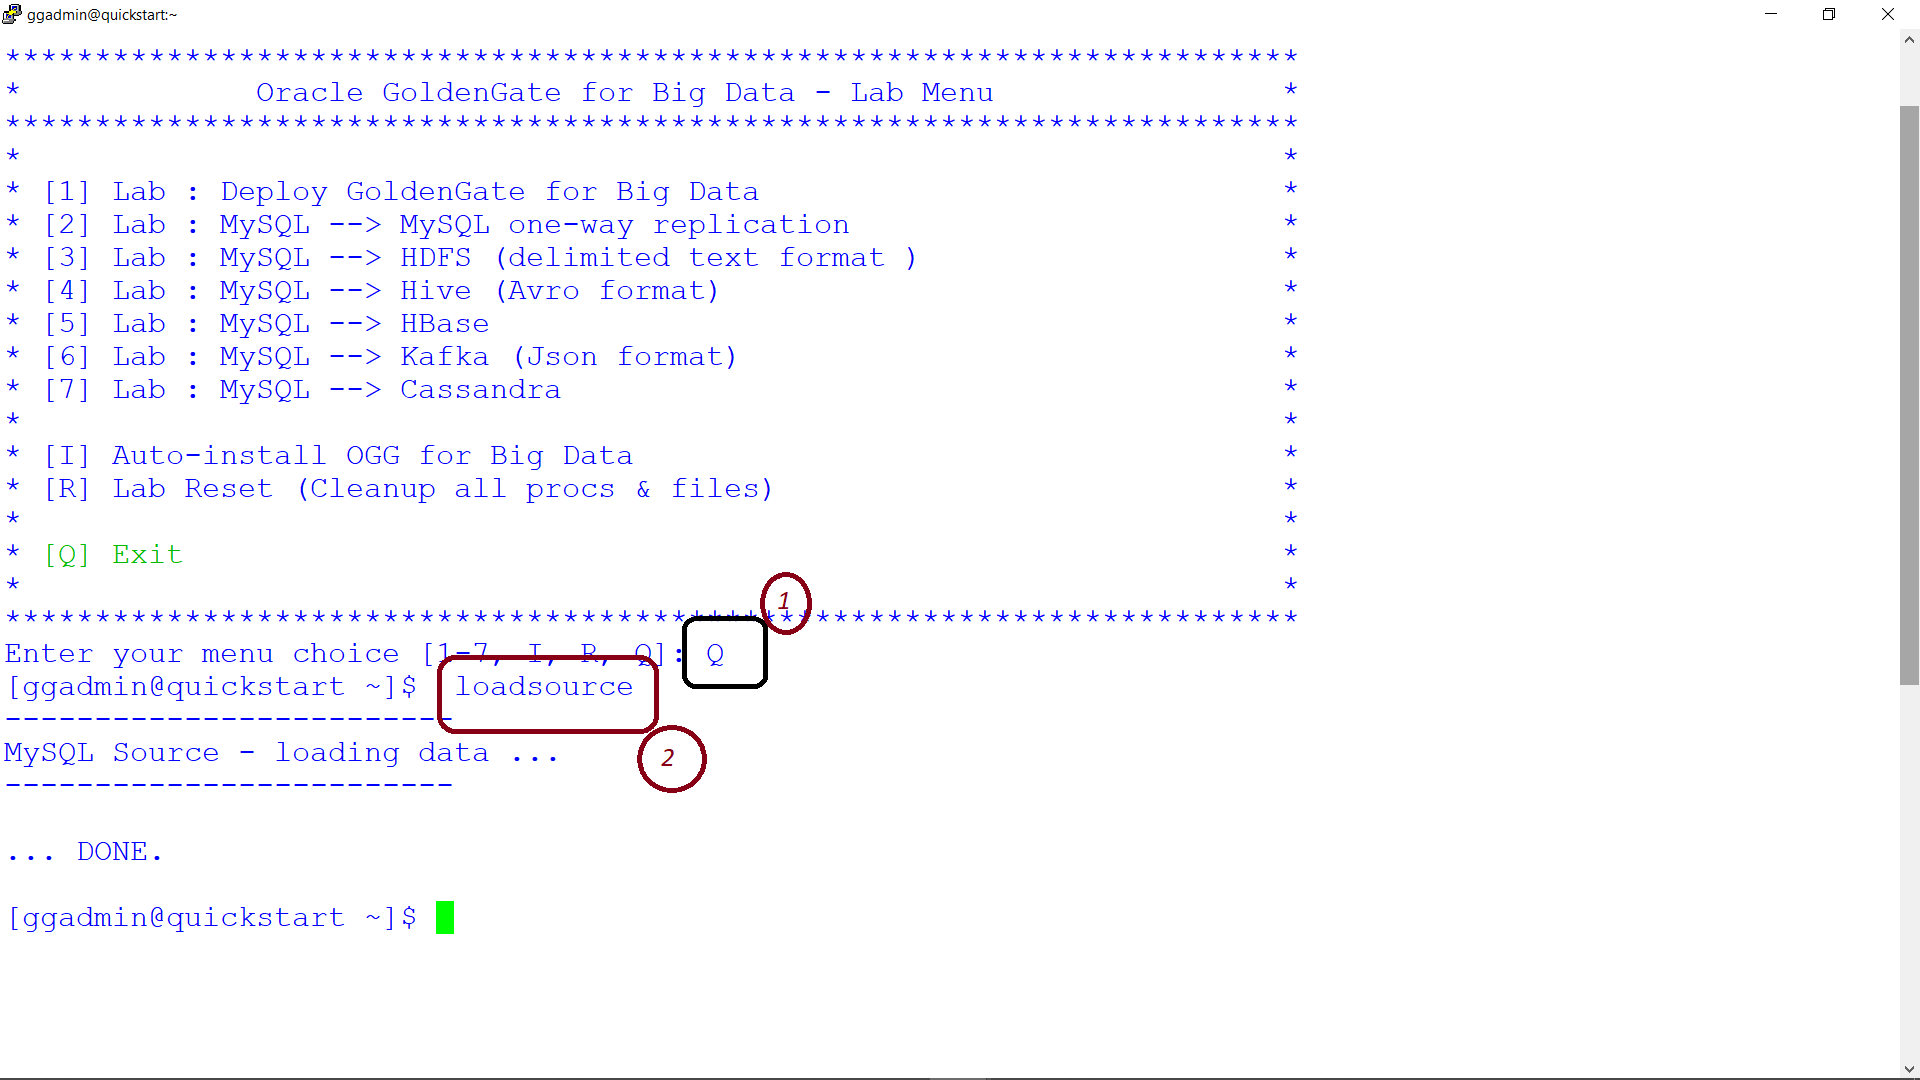 ggadmin@quickstart:~
************************************************************************
* Oracle GoldenGate for Big Data - Lab Menu *
************************************************************************
* *
* [1] Lab : Deploy GoldenGate for Big Data *
* [2] Lab : MySQL --> MySQL one-way replication *
* [3] Lab : MySQL --> HDFS (delimited text format ) *
* [4] Lab : MySQL --> Hive (Avro format) *
* [5] Lab : MySQL --> HBase *
* [6] Lab : MySQL --> Kafka (Json format) *
* [7] Lab : MySQL --> Cassandra *
* *
* [I] Auto-install OGG for Big Data *
* [R] Lab Reset (Cleanup all procs & files) *
* *
* [Q] Exit *
* *
1
************************************************************************
Enter your menu choice [1-7, I, R, Q]: Q
[ggadmin@quickstart ~]$ loadsource
-------------------------
MySQL Source - loading data ...
2
-------------------------
... DONE.
[ggadmin@quickstart ~]$